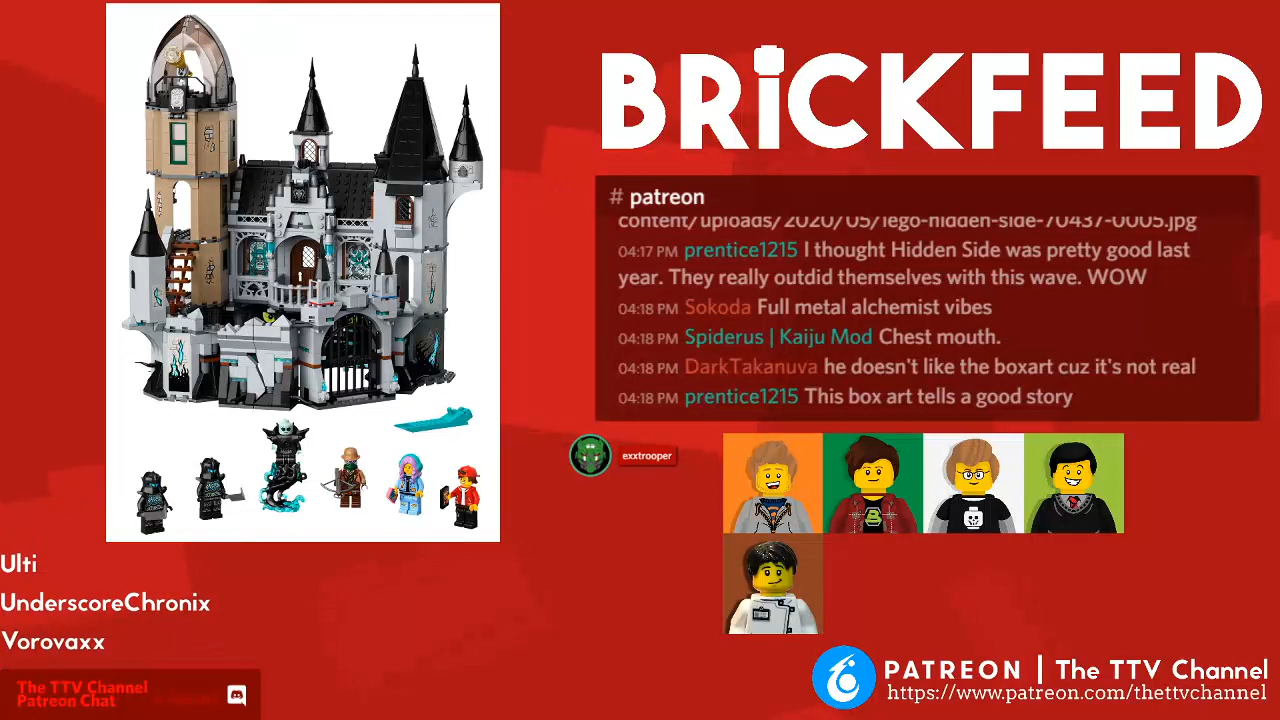 BRiCKFEED
# patreon
content/uploads/2020/05/lego-hidden-side-70437-0005.jpg
04:17 PM prentice1215 I thought Hidden Side was pretty good last
year. They really outdid themselves with this wave. WOW
04:18 PM Sokoda Full metal alchemist vibes
04:18 PM Spiderus | Kaiju Mod Chest mouth.
04:18 PM DarkTakanuva he doesn't like the boxart cuz it's not real
04:18 PM prentice1215 This box art tells a good story
exxtrooper
Ulti
UnderscoreChronix
Vorovaxx
The TTV Channel
Patreon Chat
PATREON | The TTV Channel
https://www.patreon.com/thettvchannel